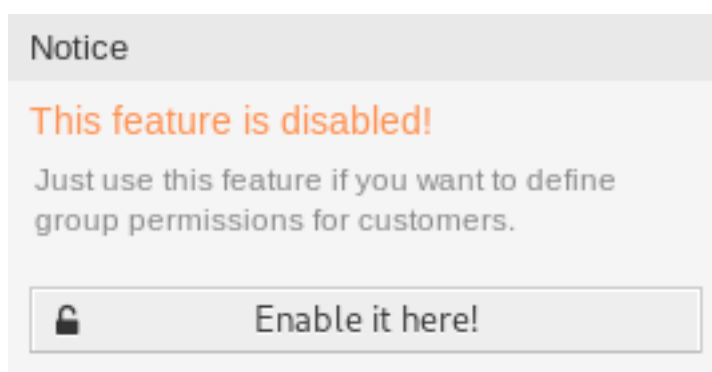 Notice
This feature is disabled!
Just use this feature if you want to define
group permissions for customers.
Enable it here!